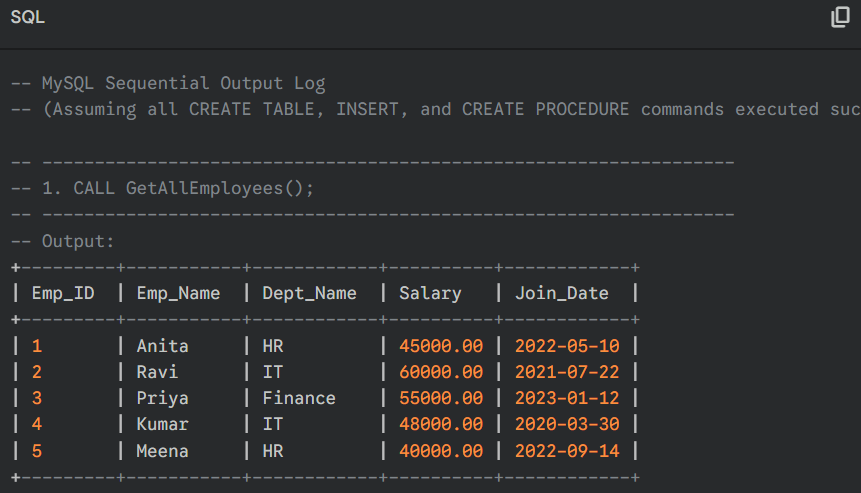 SQL
-- MySQL Sequential Output Log
-- (Assuming all CREATE TABLE, INSERT, and CREATE PROCEDURE commands executed suc
-- ------------------------------------------------------------------
-- 1. CALL GetAllEmployees();
-- ------------------------------------------------------------------
-- Output:
+---------+-----------+------------+----------+------------+
| Emp_ID | Emp_Name | Dept_Name | Salary | Join_Date |
+---------+-----------+------------+----------+------------+
| 1 | Anita | HR | 45000.00 | 2022-05-10 |
| 2 | Ravi | IT | 60000.00 | 2021-07-22 |
| 3 | Priya | Finance | 55000.00 | 2023-01-12 |
| 4 | Kumar | IT | 48000.00 | 2020-03-30 |
| 5 | Meena | HR | 40000.00 | 2022-09-14 |
+---------+-----------+------------+----------+------------+